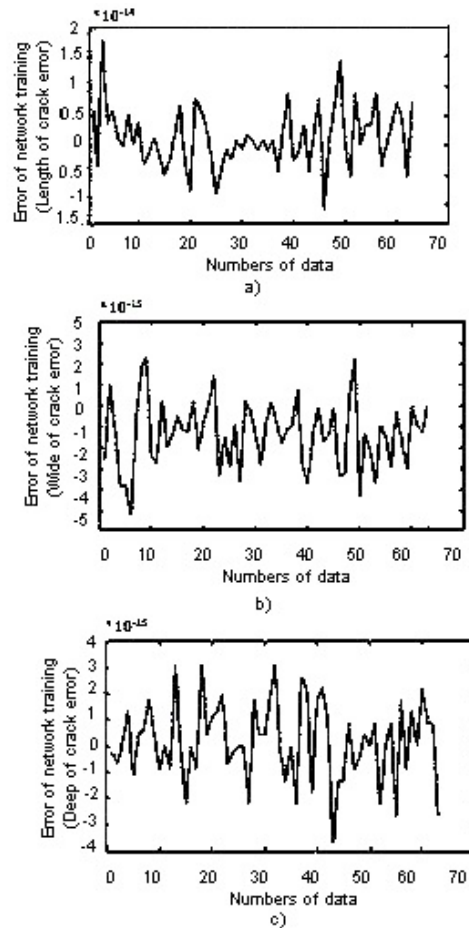 *10-14
2
1.5
1
0.5
0
0.5
-1
1.5
0 10 20 30 40 50 60 70
Error of network training
(Length of crack error)
Numbers of data
a)
*10-15
5
3
2
1
0
-1
-2
-3
-4
-5
0 10 20 30 40 50 60
Error of network training
(Wide of crack error)
Numbers of data
b)
*10-15
4
3
2
1
0
-1
-2
-3
-4
0 10 20 30 40 50 60 70
Error of network training
(Deep of crack error)
Numbers of data
c)